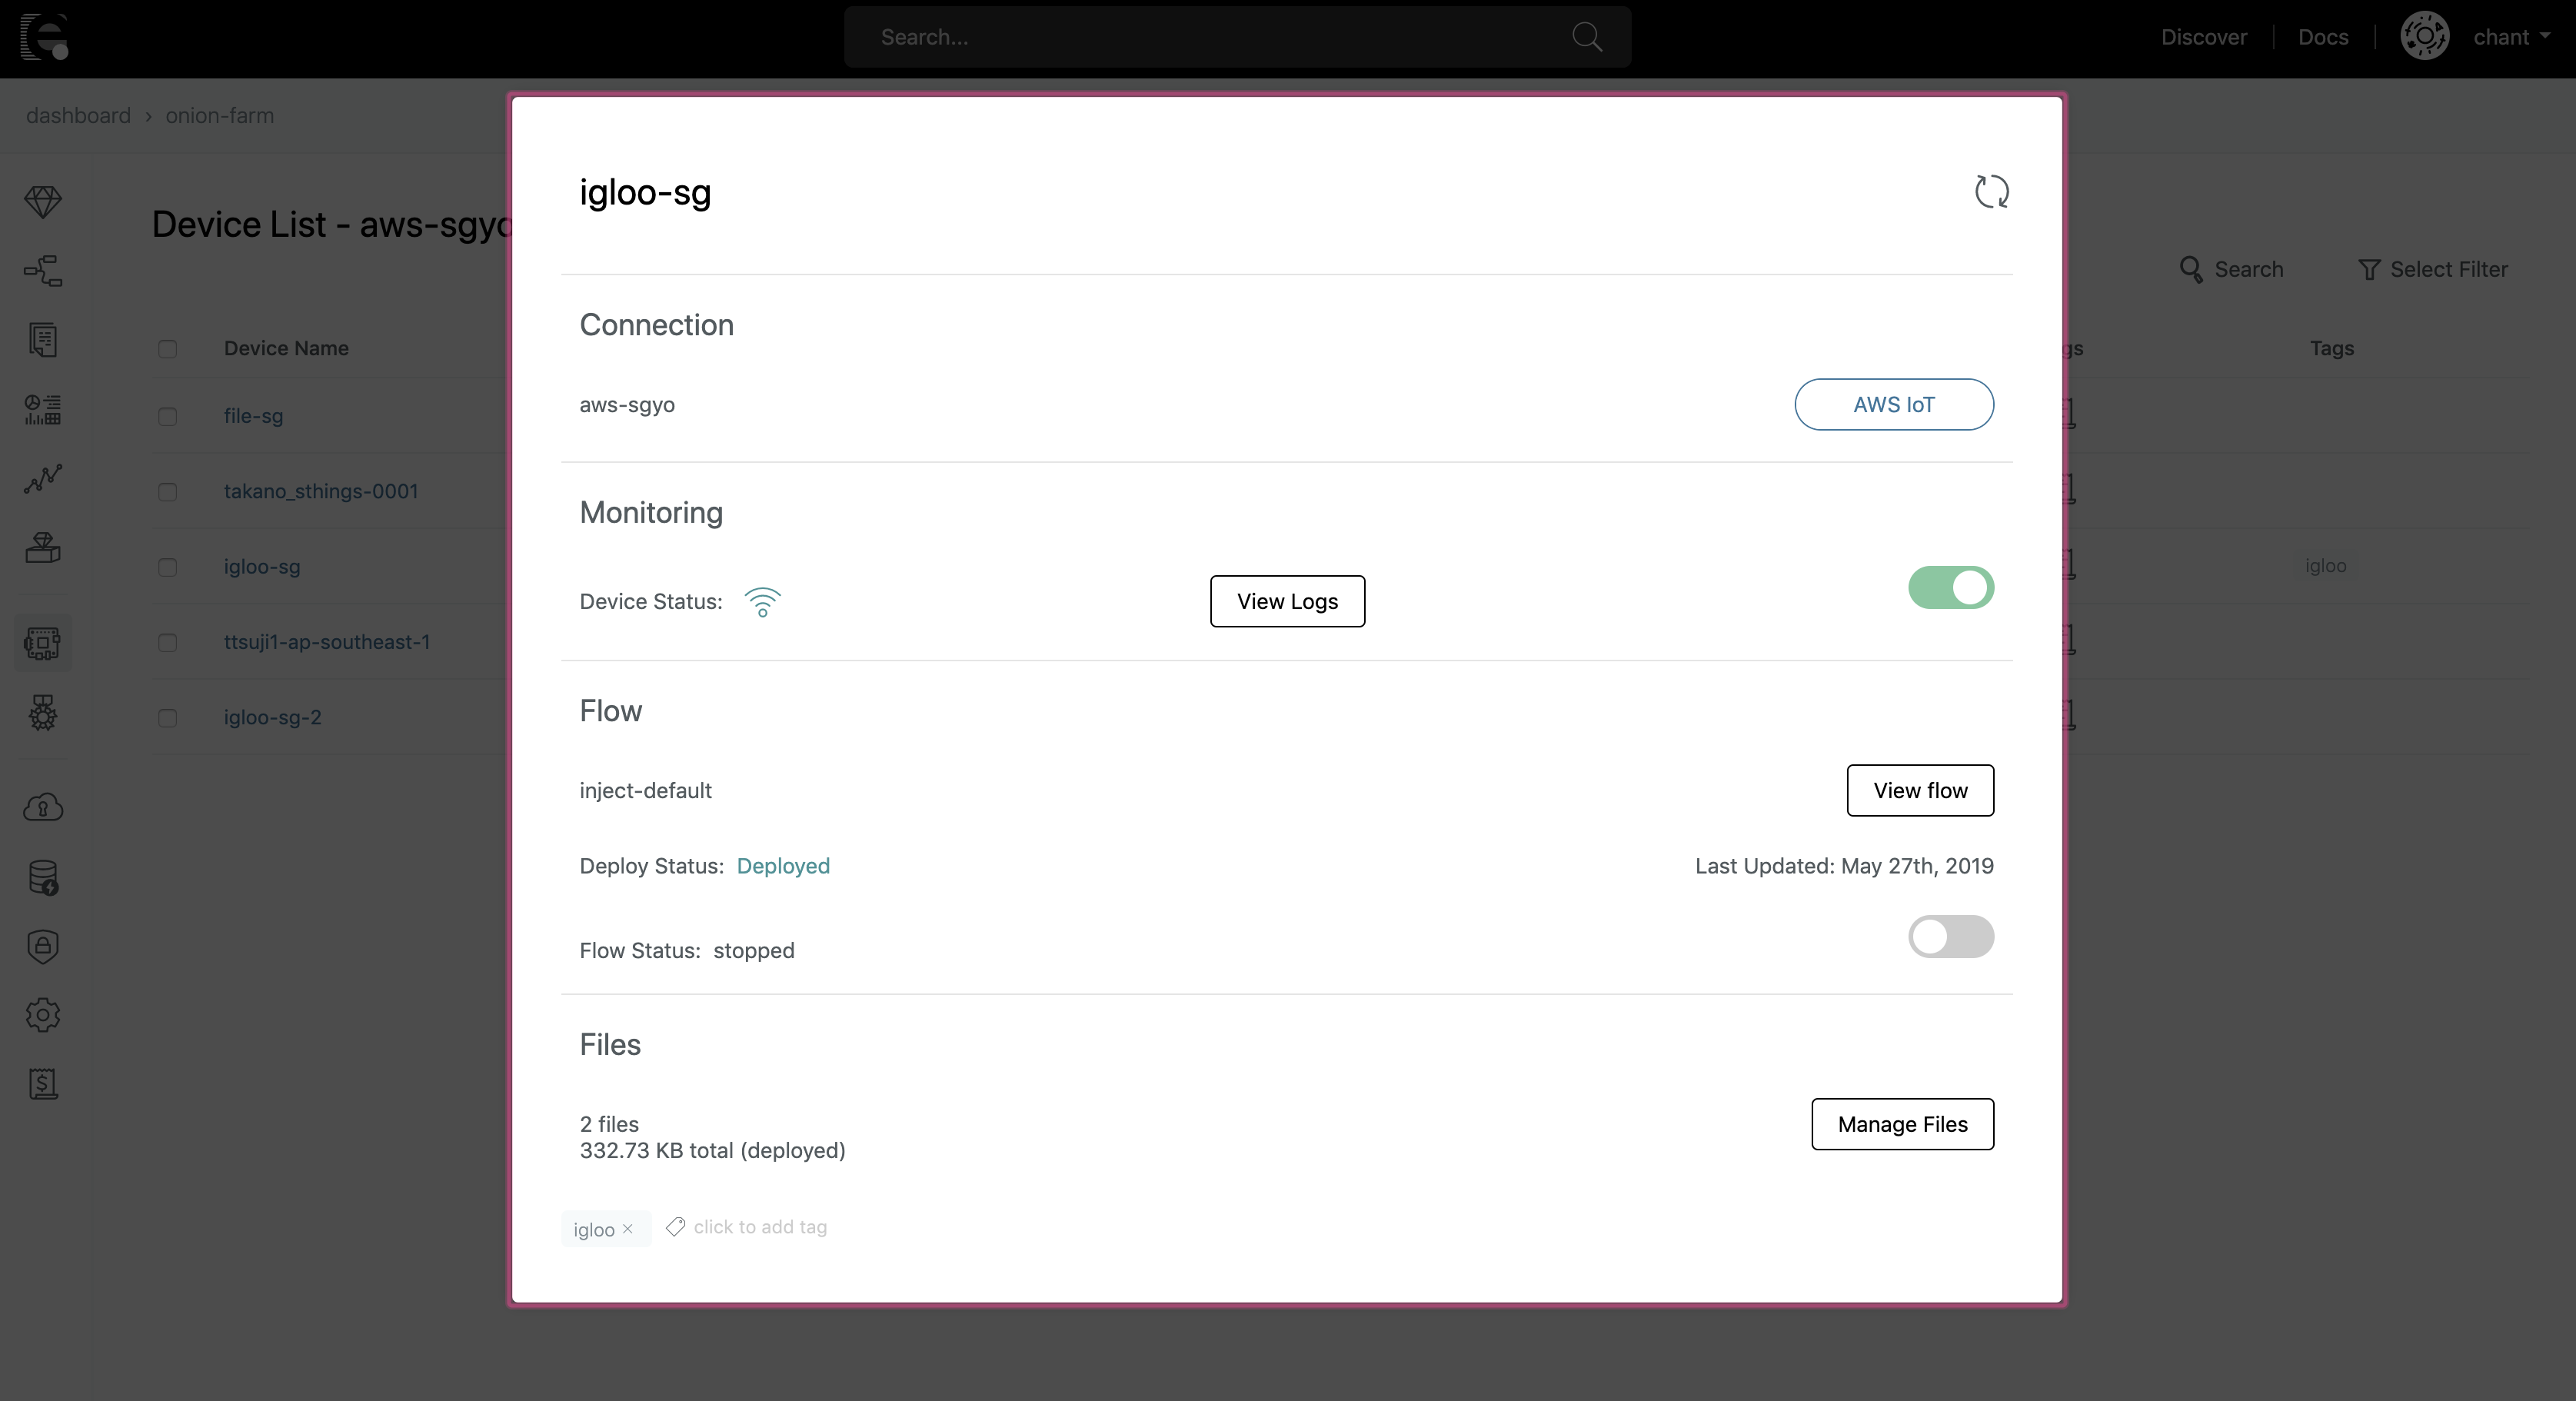 Search...
Discover
Docs
chant
dashboard › onion-farm
Device List - aws-sgyo
Search
Select Filter
Device Name
Tags
file-sg
takano_sthings-0001
igloo-sg
igloo
ttsuji1-ap-southeast-1
igloo-sg-2
igloo-sg
Connection
aws-sgyo
AWS IoT
Monitoring
Device Status:
View Logs
Flow
inject-default
View flow
Deploy Status: Deployed
Last Updated: May 27th, 2019
Flow Status: stopped
Files
2 files
332.73 KB total (deployed)
Manage Files
igloo ×
click to add tag